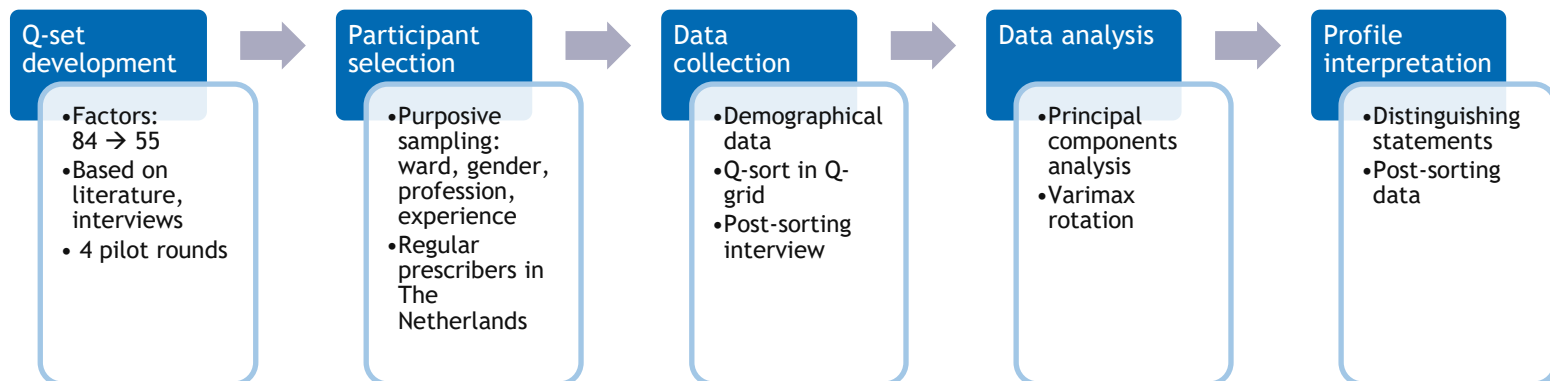 Q-set
development
•Factors:
84 → 55
•Based on
literature,
interviews
• 4 pilot rounds
Participant
selection
•Purposive
sampling:
ward, gender,
profession,
experience
•Regular
prescribers in
The
Netherlands
Data
collection
•Demographical
data
•Q-sort in Q-
grid
•Post-sorting
interview
Data analysis
•Principal
components
analysis
•Varimax
rotation
Profile
interpretation
•Distinguishing
statements
•Post-sorting
data